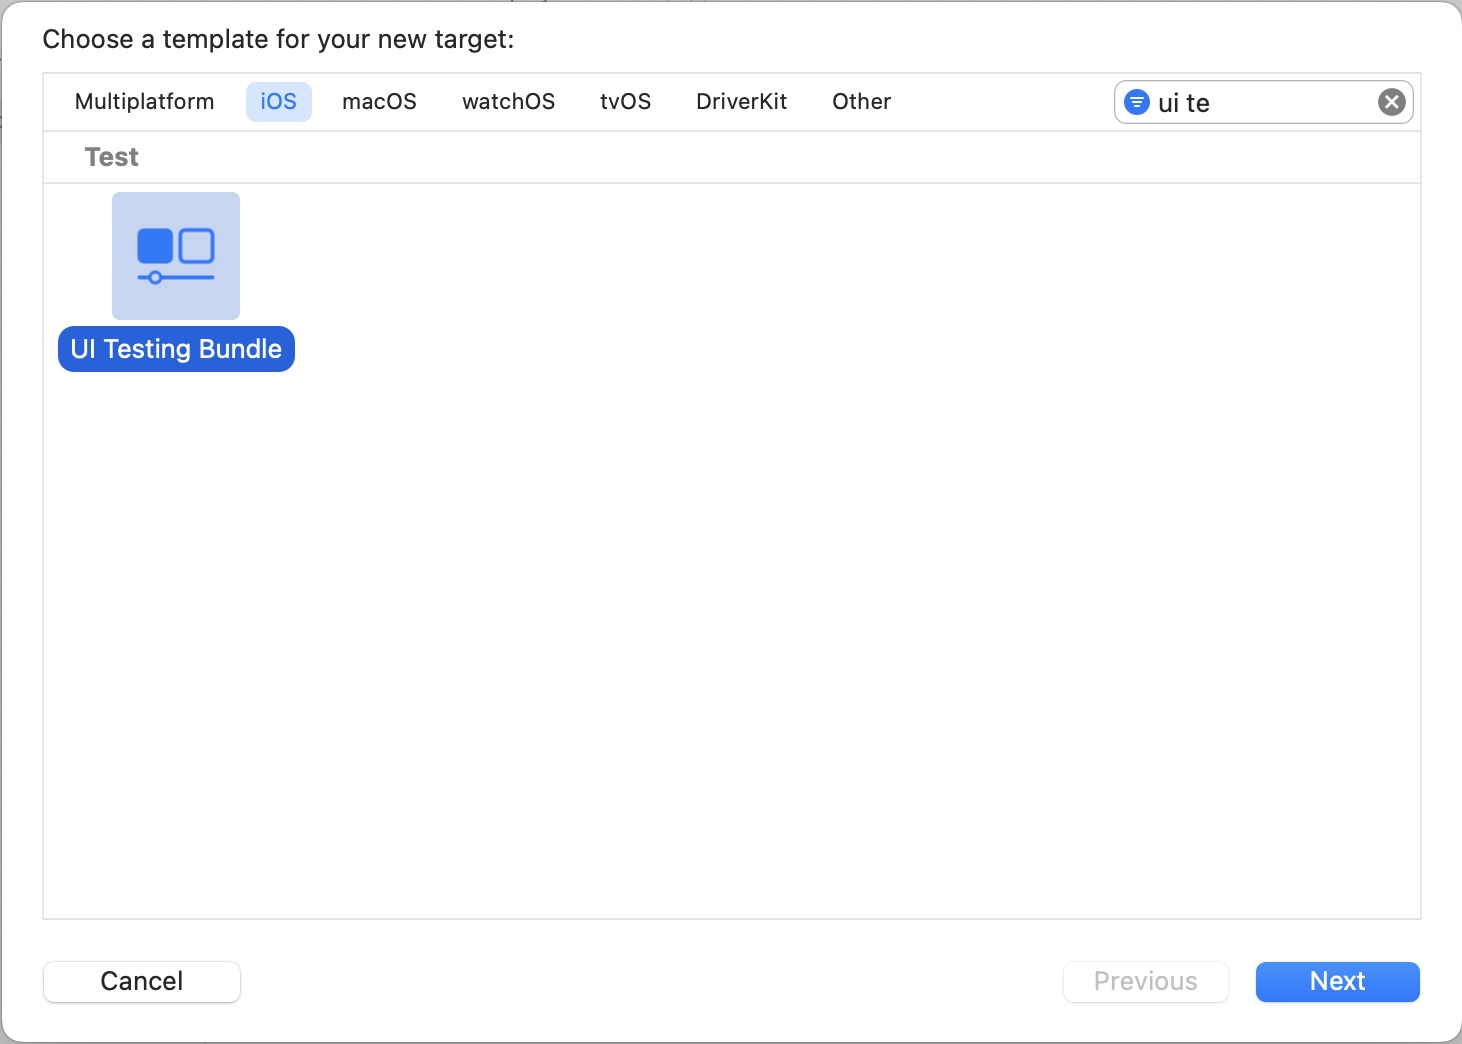 Choose a template for your new target:
Multiplatform iOS macOS watchOS tvOS DriverKit Other ui te
Test
UI Testing Bundle
Cancel Previous Next